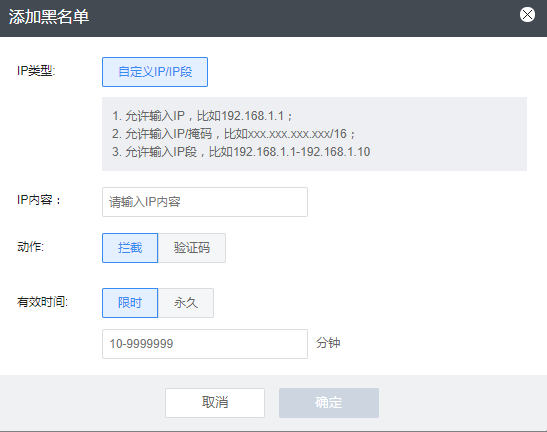 添加黑名单
IP类型:
自定义IP/IP段
1. 允许输入IP，比如192.168.1.1；
2. 允许输入IP/掩码，比如xxx.xxx.xxx.xxx/16；
3. 允许输入IP段，比如192.168.1.1-192.168.1.10
IP内容： 请输入IP内容
动作: 拦截 验证码
有效时间: 限时 永久
10-9999999 分钟
取消 确定